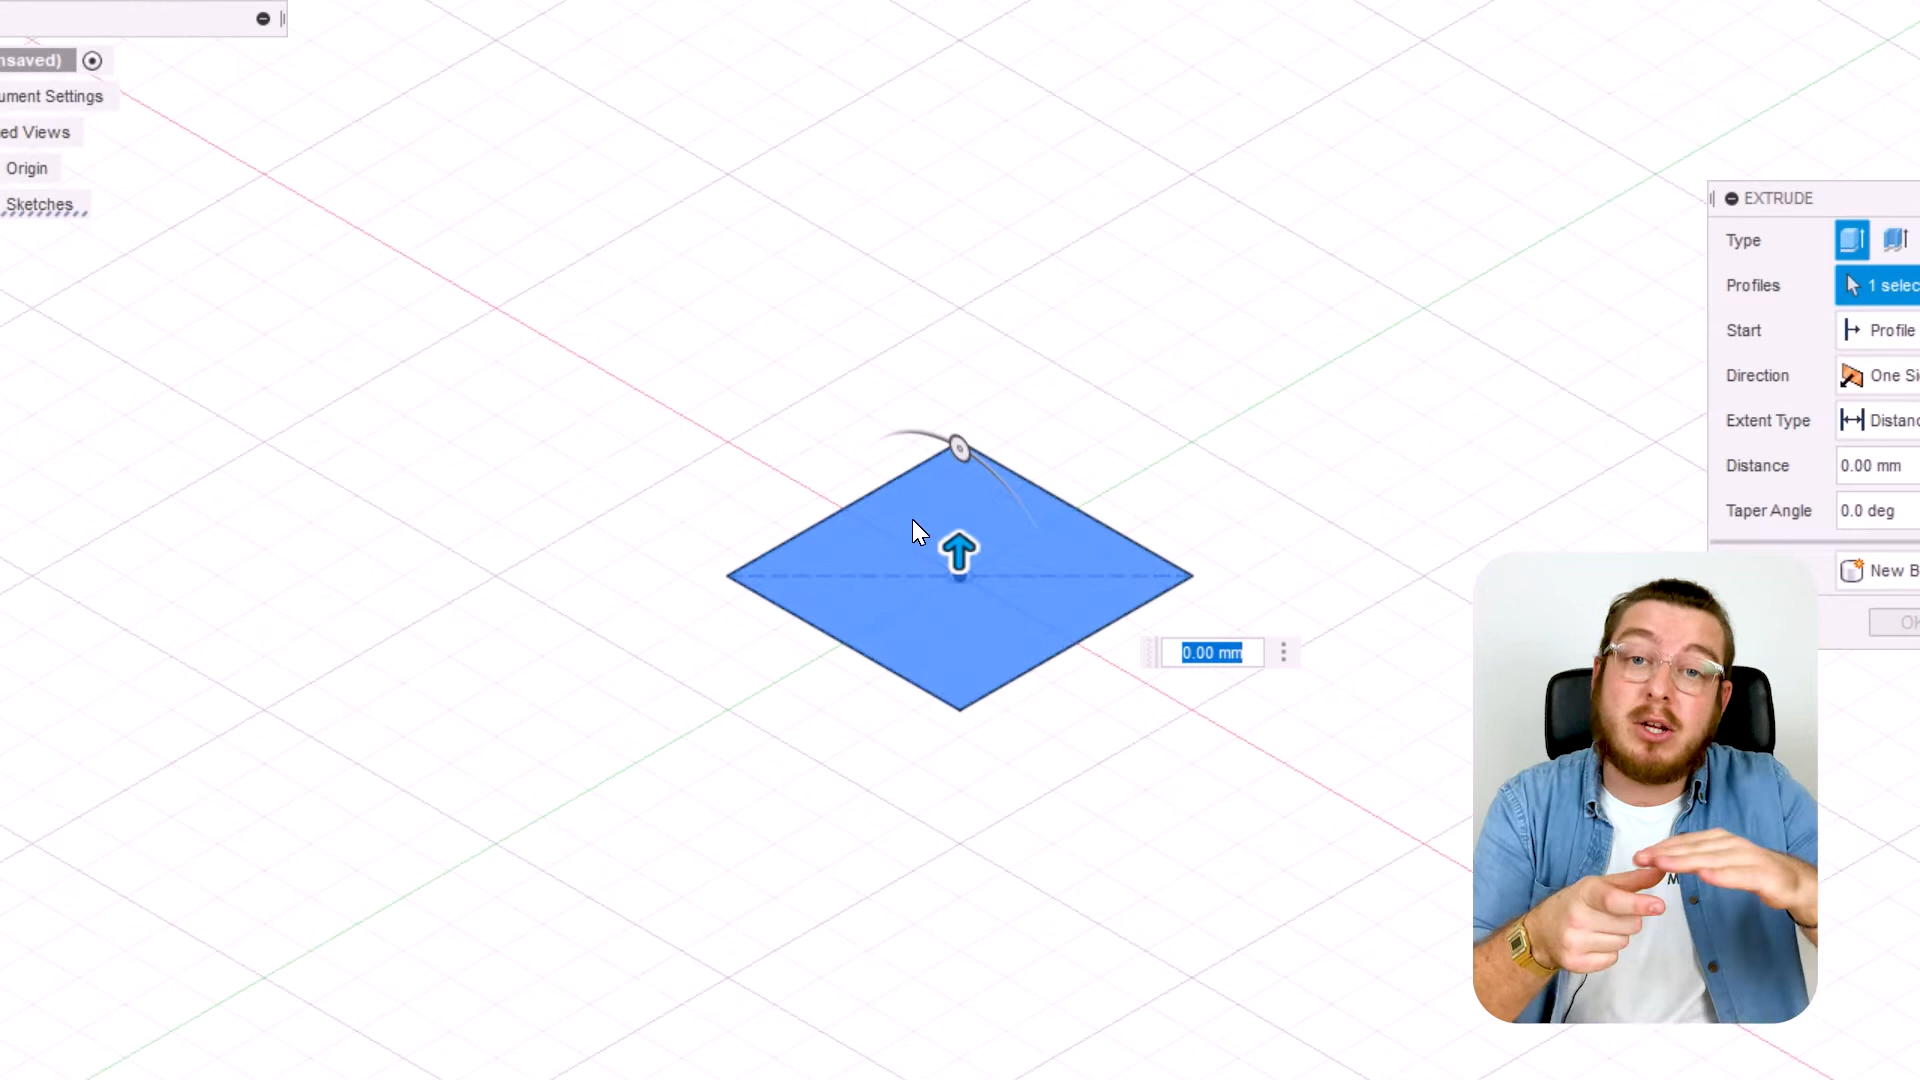 nsaved)
ument Settings
ed Views
Origin
Sketches
EXTRUDE
Type
Profiles
1 selec
Start
Profile
Direction
One Si
Extent Type
Distanc
Distance
0.00 mm
Taper Angle
0.0 deg
New B
OK
0.00 mm
M